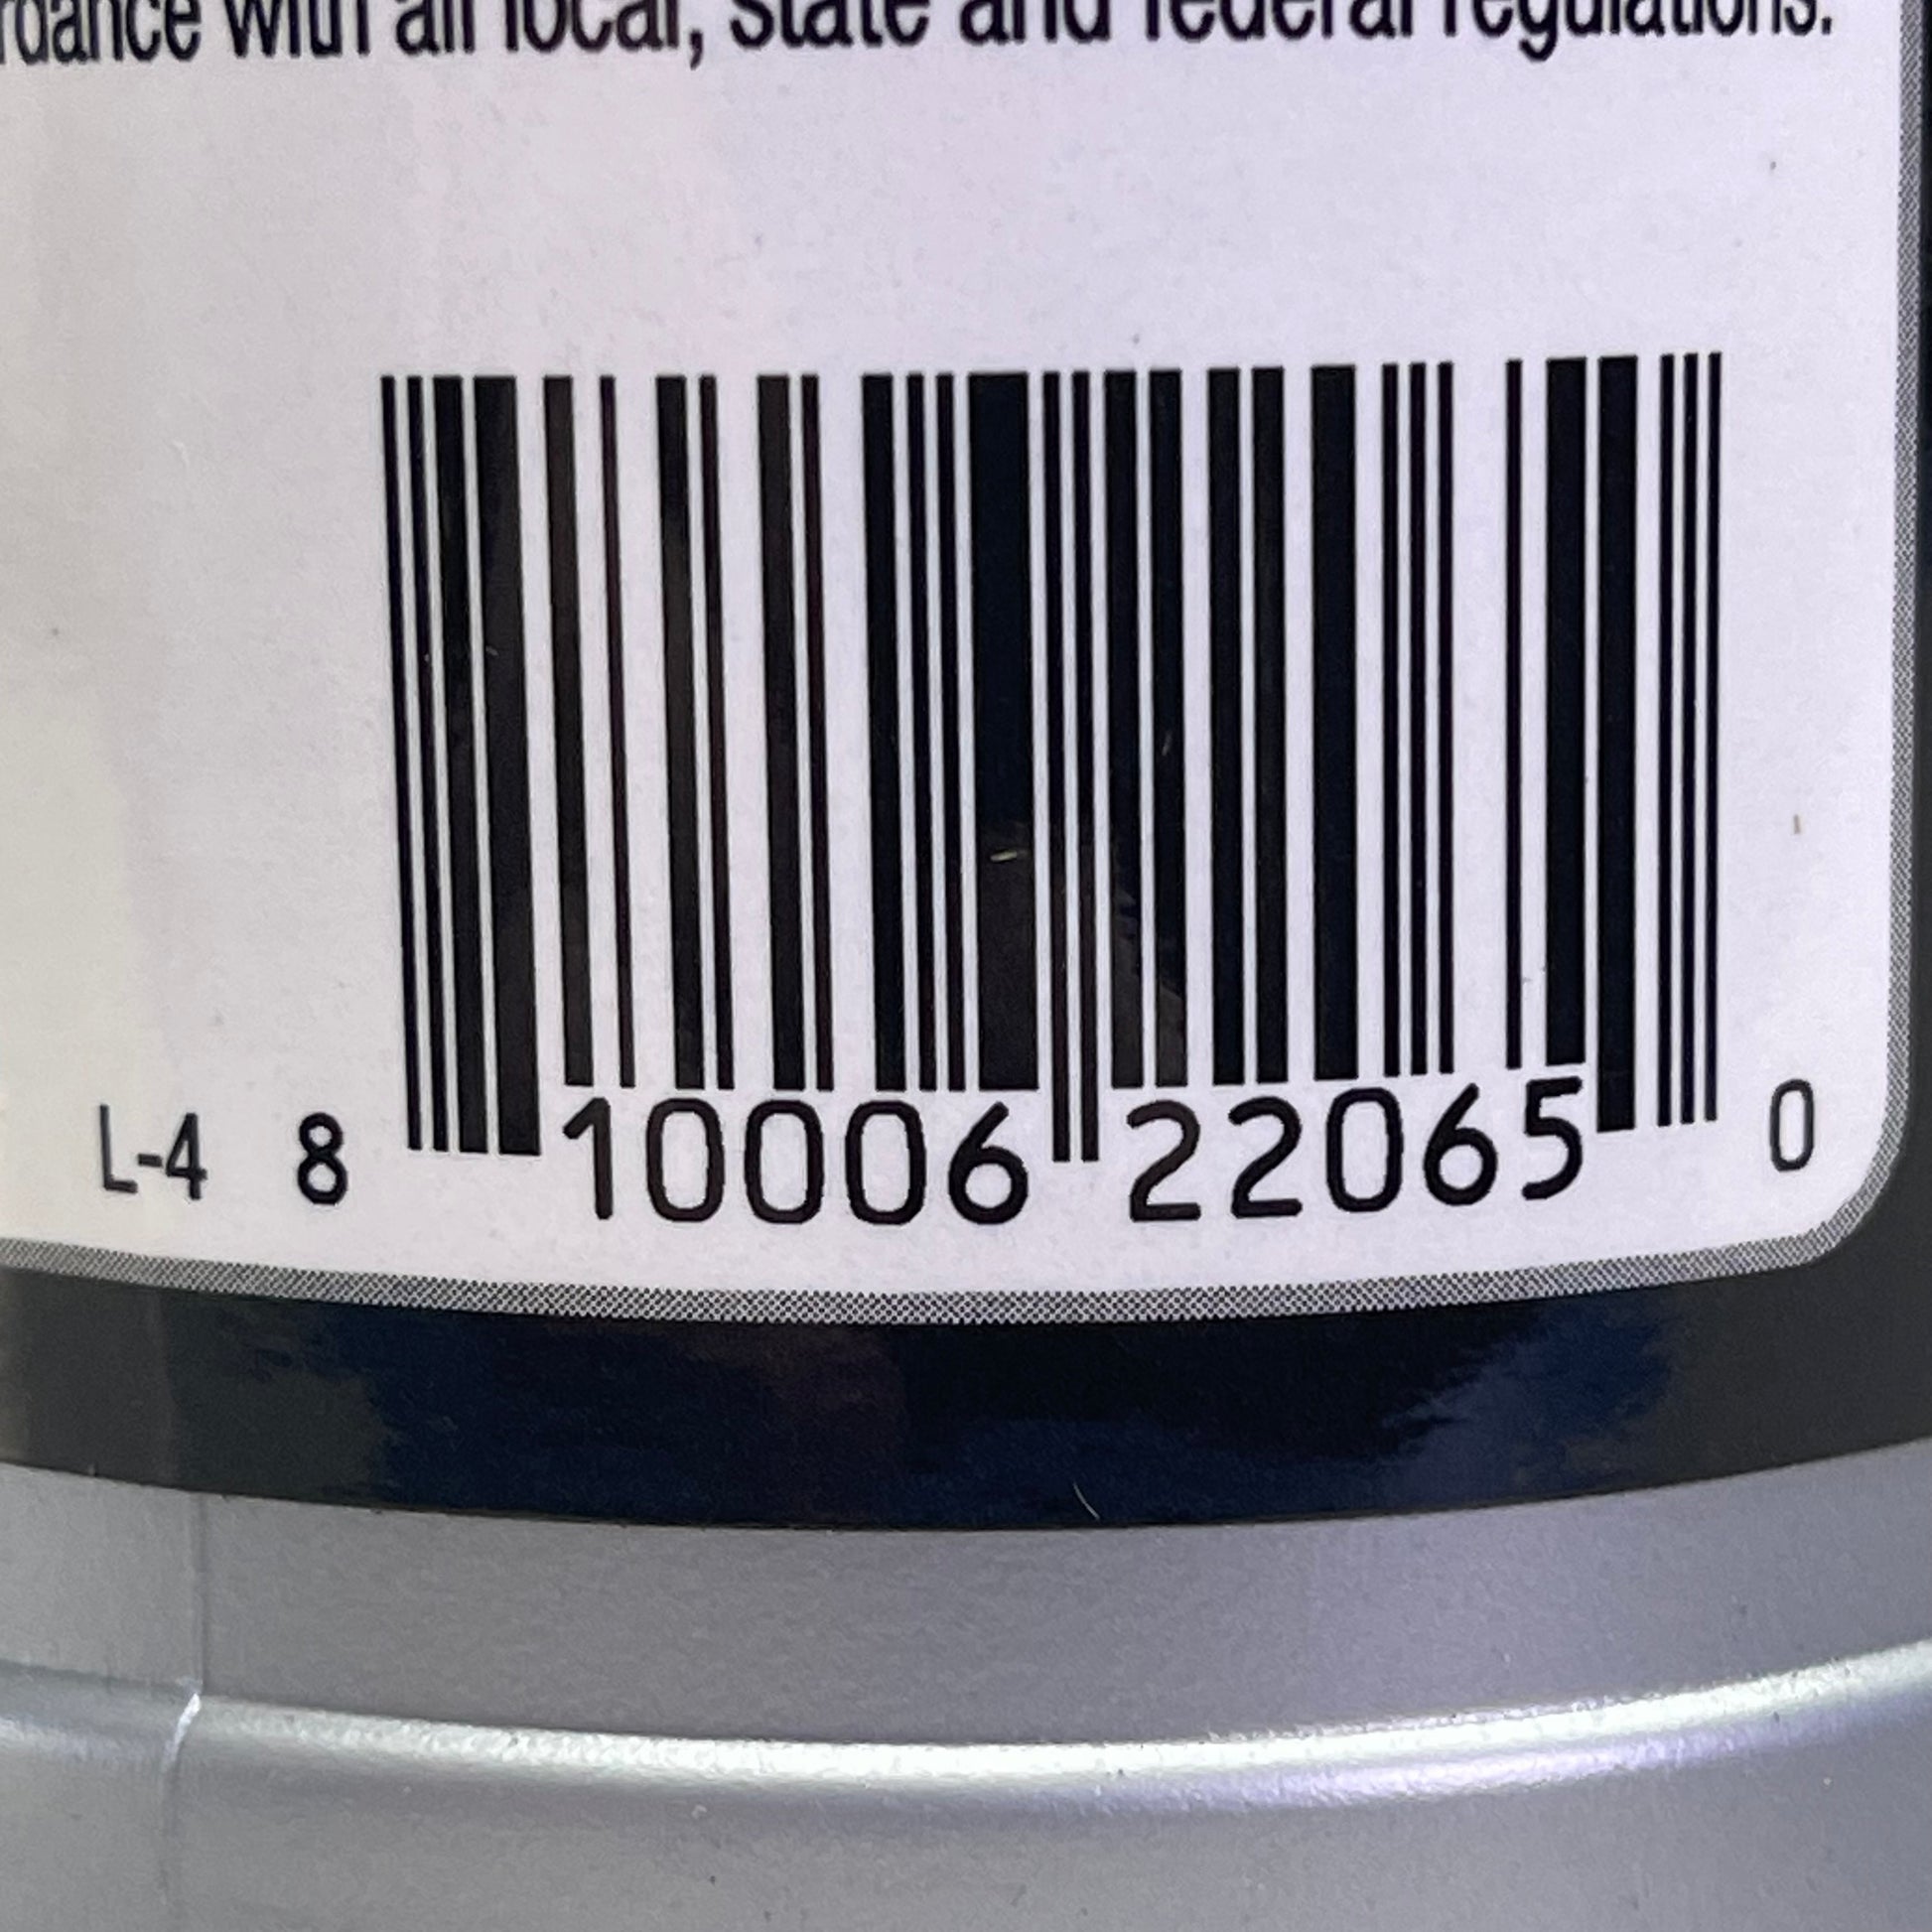 rdance with all local, state and federal regulations.
L-4 8 10006 22065 0